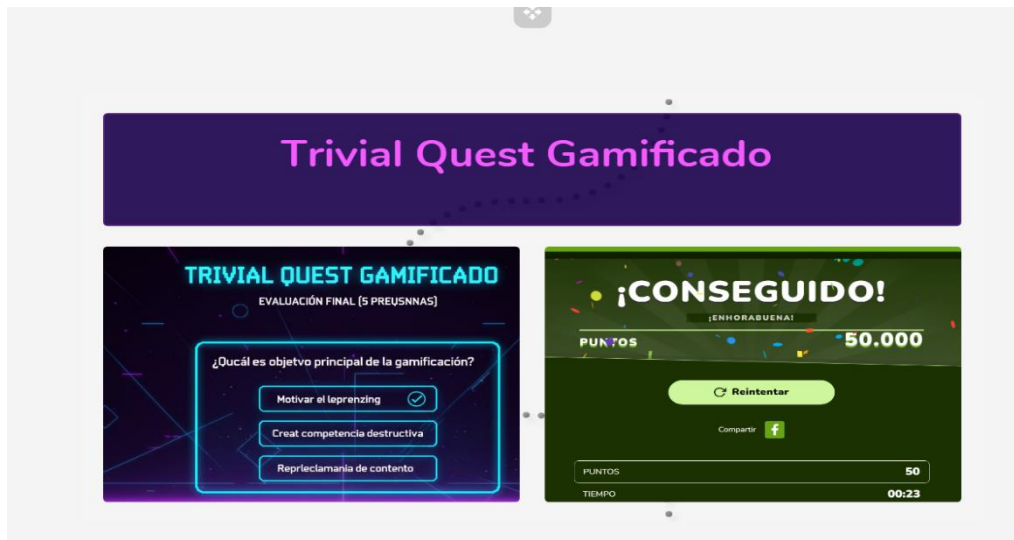 Trivial Quest Gamificado
TRIVIAL QUEST GAMIFICADO
EVALUACIÓN FINAL (5 PREUSNNAS)
¿Qucál es objetvo principal de la gamificación?
Motivar el leprenzing
Creat competencia destructiva
Reprleclamania de contento
¡CONSEGUIDO!
¡ENHORABUENA!
PUNTOS 50.000
Reintentar
Compartir f
PUNTOS 50
TIEMPO 00:23